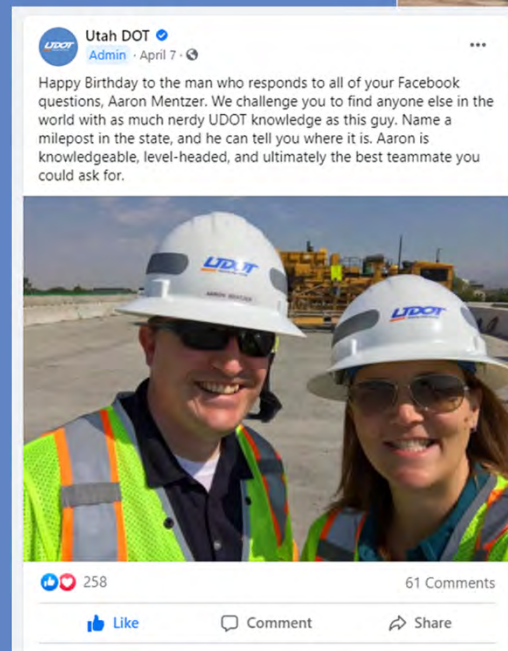 Utah DOT
Admin · April 7 ·
Happy Birthday to the man who responds to all of your Facebook
questions, Aaron Mentzer. We challenge you to find anyone else in the
world with as much nerdy UDOT knowledge as this guy. Name a
milepost in the state, and he can tell you where it is. Aaron is
knowledgeable, level-headed, and ultimately the best teammate you
could ask for.
UDOT
UDOT
AARON MENTZER
UDOT
258
61 Comments
Like
Comment
Share